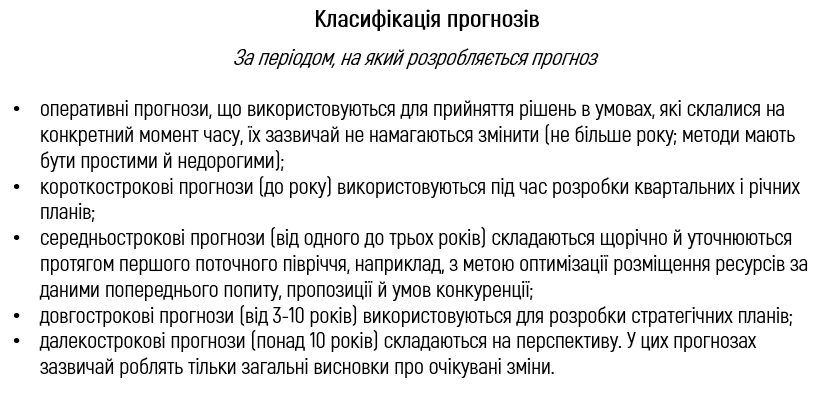 Класифікація прогнозів
За періодом, на який розробляється прогноз
• оперативні прогнози, що використовуються для прийняття рішень в умовах, які склалися на
конкретний момент часу, їх зазвичай не намагаються змінити (не більше року; методи мають
бути простими й недорогими);
• короткострокові прогнози (до року) використовуються під час розробки квартальних і річних
планів;
• середньострокові прогнози (від одного до трьох років) складаються щорічно й уточнюються
протягом першого поточного півріччя, наприклад, з метою оптимізації розміщення ресурсів за
даними попереднього попиту, пропозиції й умов конкуренції;
• довгострокові прогнози (від 3-10 років) використовуються для розробки стратегічних планів;
• далекострокові прогнози (понад 10 років) складаються на перспективу. У цих прогнозах
зазвичай роблять тільки загальні висновки про очікувані зміни.